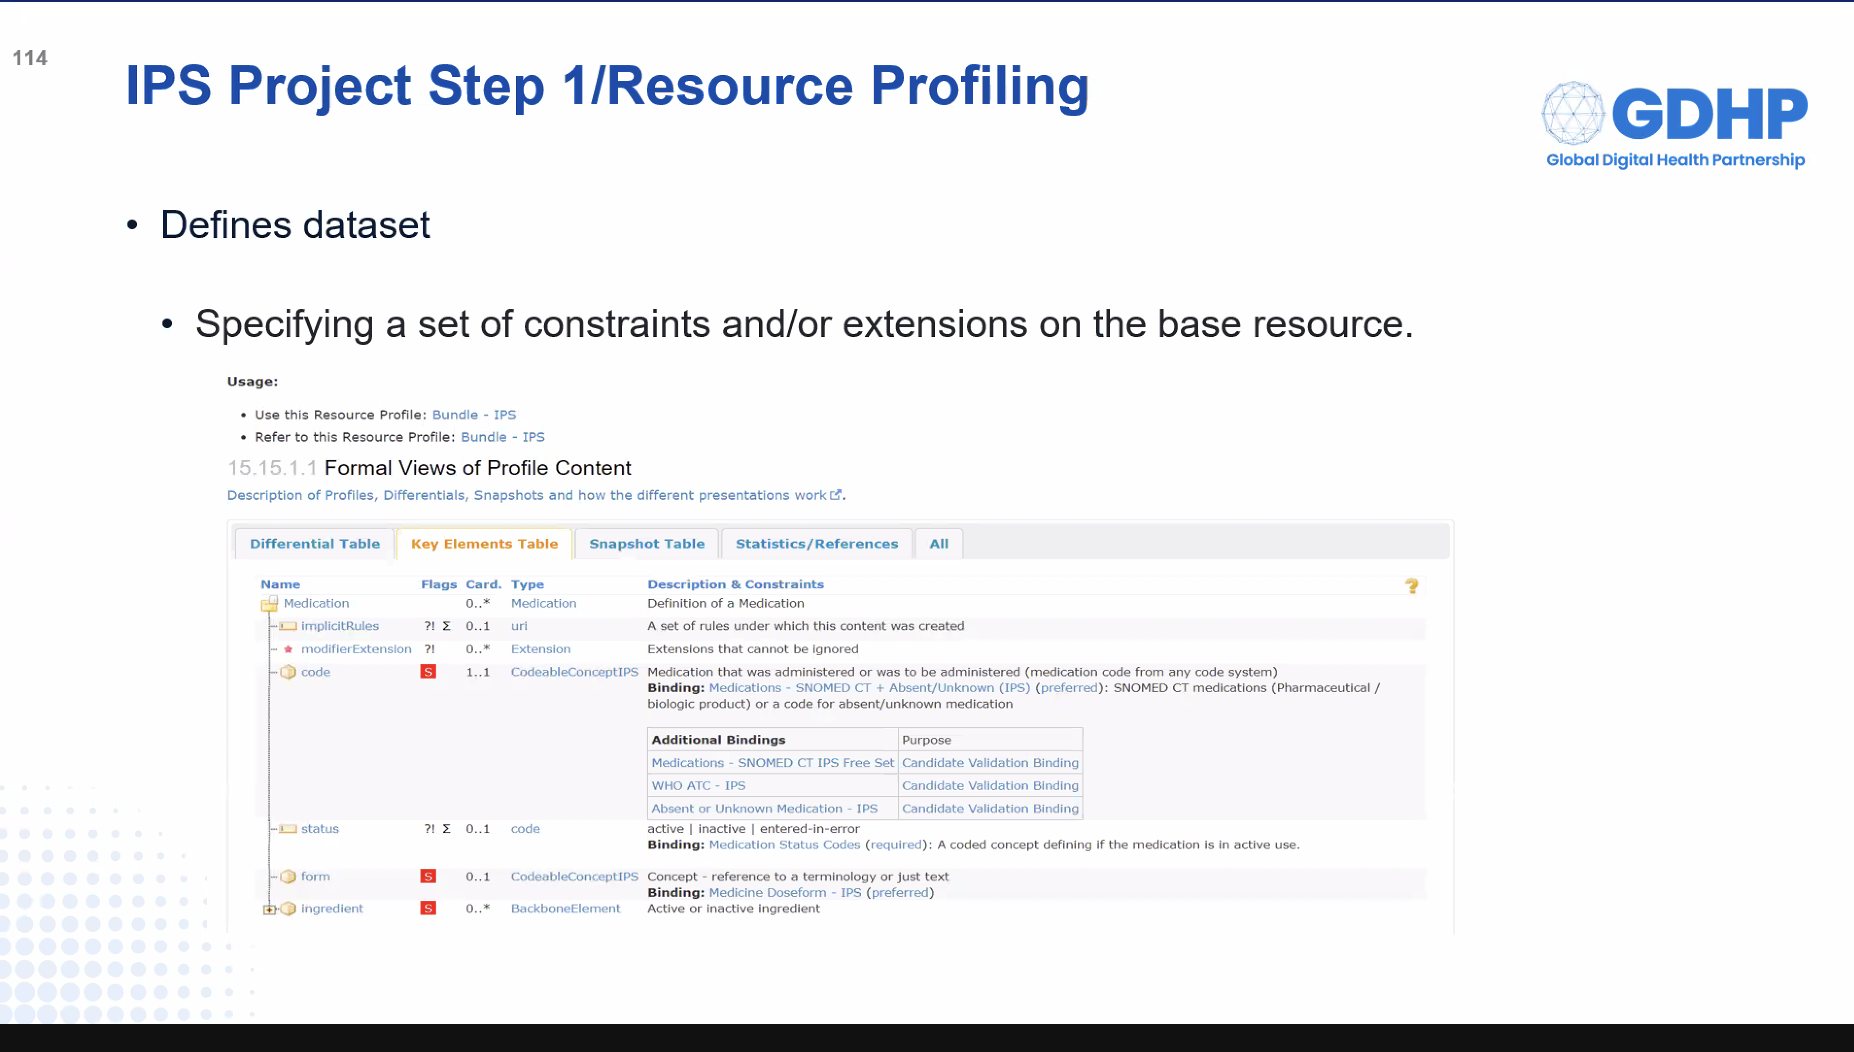 114
IPS Project Step 1/Resource Profiling
GDHP
Global Digital Health Partnership
• Defines dataset
• Specifying a set of constraints and/or extensions on the base resource.
Usage:
• Use this Resource Profile: Bundle - IPS
• Refer to this Resource Profile: Bundle - IPS
15.15.1.1 Formal Views of Profile Content
Description of Profiles, Differentials, Snapshots and how the different presentations work.
Differential Table Key Elements Table Snapshot Table Statistics/References All
Name Flags Card. Type Description & Constraints ?
Medication 0..* Medication Definition of a Medication
implicitRules ?! Σ 0..1 uri A set of rules under which this content was created
modifierExtension ?! 0..* Extension Extensions that cannot be ignored
code S 1..1 CodeableConceptIPS Medication that was administered or was to be administered (medication code from any code system)
Binding: Medications - SNOMED CT + Absent/Unknown (IPS) (preferred): SNOMED CT medications (Pharmaceutical /
biologic product) or a code for absent/unknown medication
Additional Bindings Purpose
Medications - SNOMED CT IPS Free Set Candidate Validation Binding
WHO ATC - IPS Candidate Validation Binding
Absent or Unknown Medication - IPS Candidate Validation Binding
status ?! Σ 0..1 code active | inactive | entered-in-error
Binding: Medication Status Codes (required): A coded concept defining if the medication is in active use.
form S 0..1 CodeableConceptIPS Concept - reference to a terminology or just text
Binding: Medicine Doseform - IPS (preferred)
ingredient S 0..* BackboneElement Active or inactive ingredient